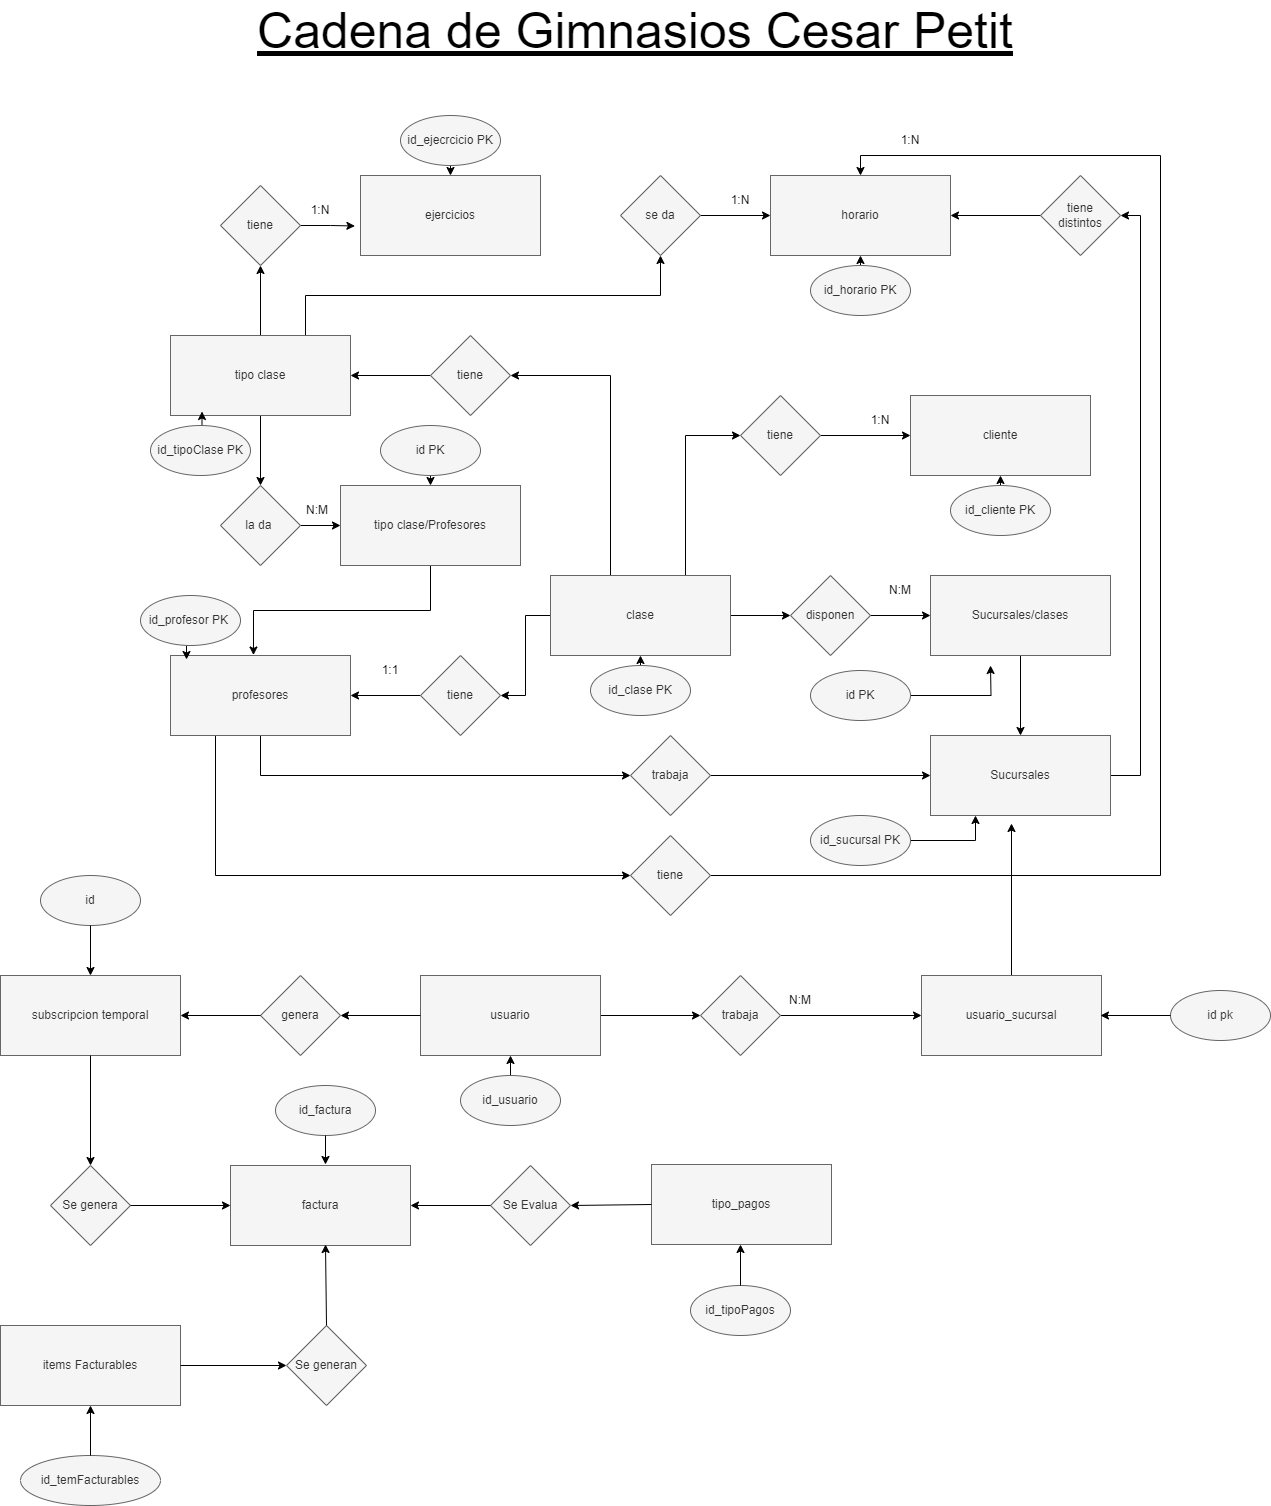 Cadena de Gimnasios Cesar Petit
id_ejecrcicio PK
1:N
tiene
1:N
ejercicios
se da
1:N
horario
tiene
distintos
id_horario PK
tipo clase
tiene
id_tipoClase PK
id PK
tiene
1:N
cliente
id_cliente PK
la da
N:M
tipo clase/Profesores
id_profesor PK
clase
disponen
N:M
Sucursales/clases
profesores
1:1
tiene
id_clase PK
id PK
trabaja
Sucursales
id_sucursal PK
tiene
id
subscripcion temporal
genera
usuario
trabaja
N:M
usuario_sucursal
id pk
id_usuario
id_factura
Se genera
factura
Se Evalua
tipo_pagos
id_tipoPagos
items Facturables
Se generan
id_temFacturables